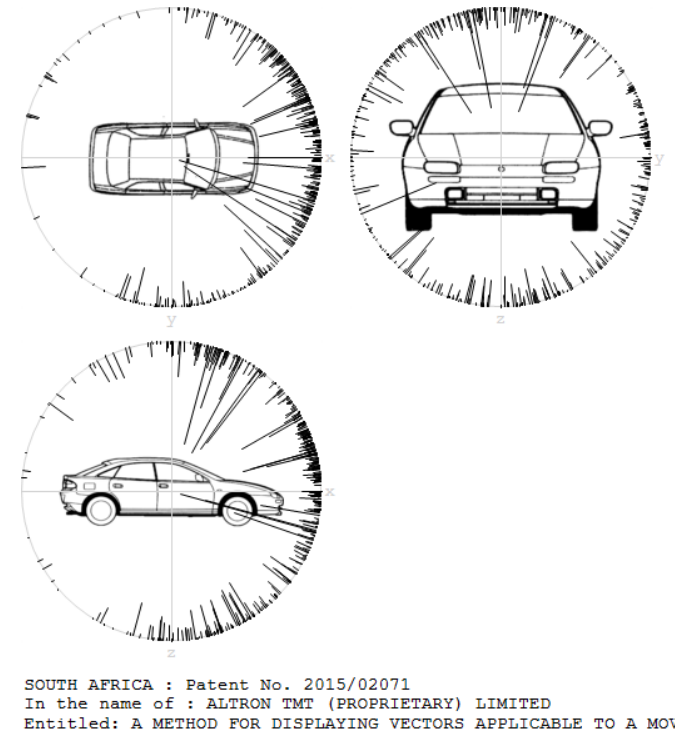 x
y
y
z
x
z
SOUTH AFRICA : Patent No. 2015/02071
In the name of : ALTRON TMT (PROPRIETARY) LIMITED
Entitled: A METHOD FOR DISPLAYING VECTORS APPLICABLE TO A MOV